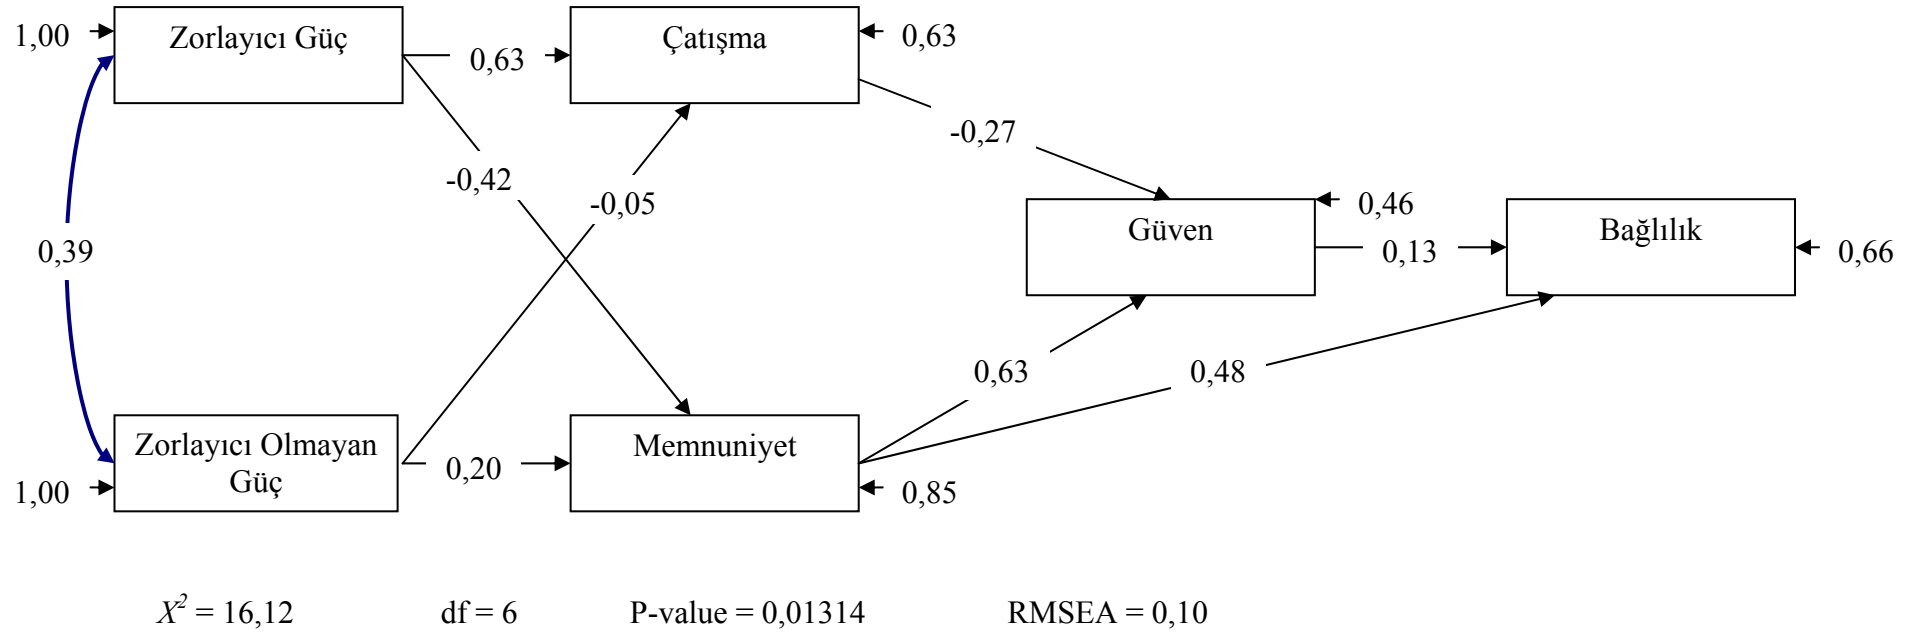 1,00
Zorlayıcı Güç
0,63
Çatışma
0,63
-0,27
-0,42
-0,05
0,39
Güven
0,46
0,13
Bağlılık
0,66
0,63
0,48
Zorlayıcı Olmayan
Güç
1,00
0,20
Memnuniyet
0,85
X² = 16,12 df = 6 P-value = 0,01314 RMSEA = 0,10